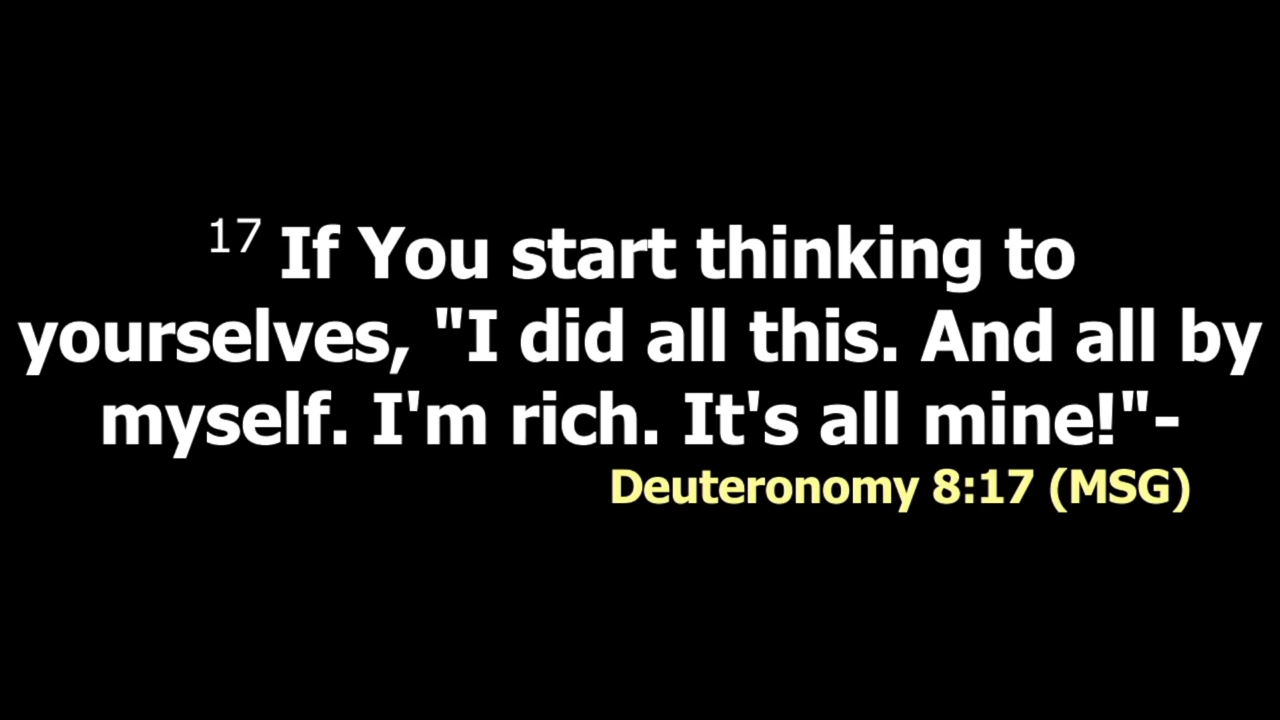 17 If You start thinking to
yourselves, "I did all this. And all by
myself. I'm rich. It's all mine!"-
Deuteronomy 8:17 (MSG)